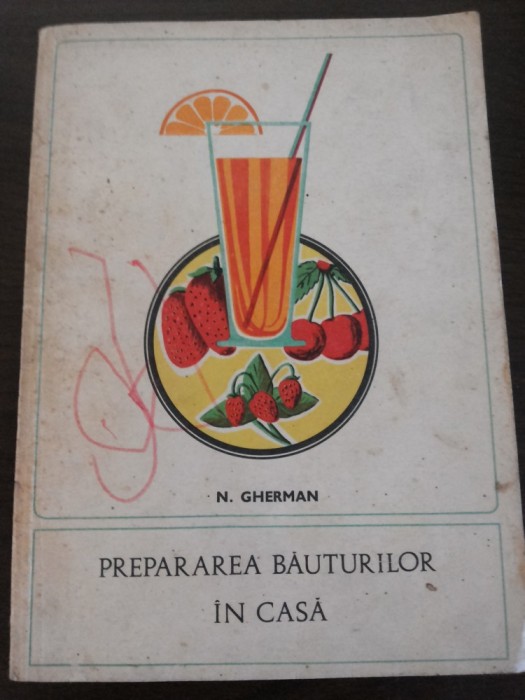 N. GHERMAN
PREPARAREA BĂUTURILOR
ÎN CASĂ